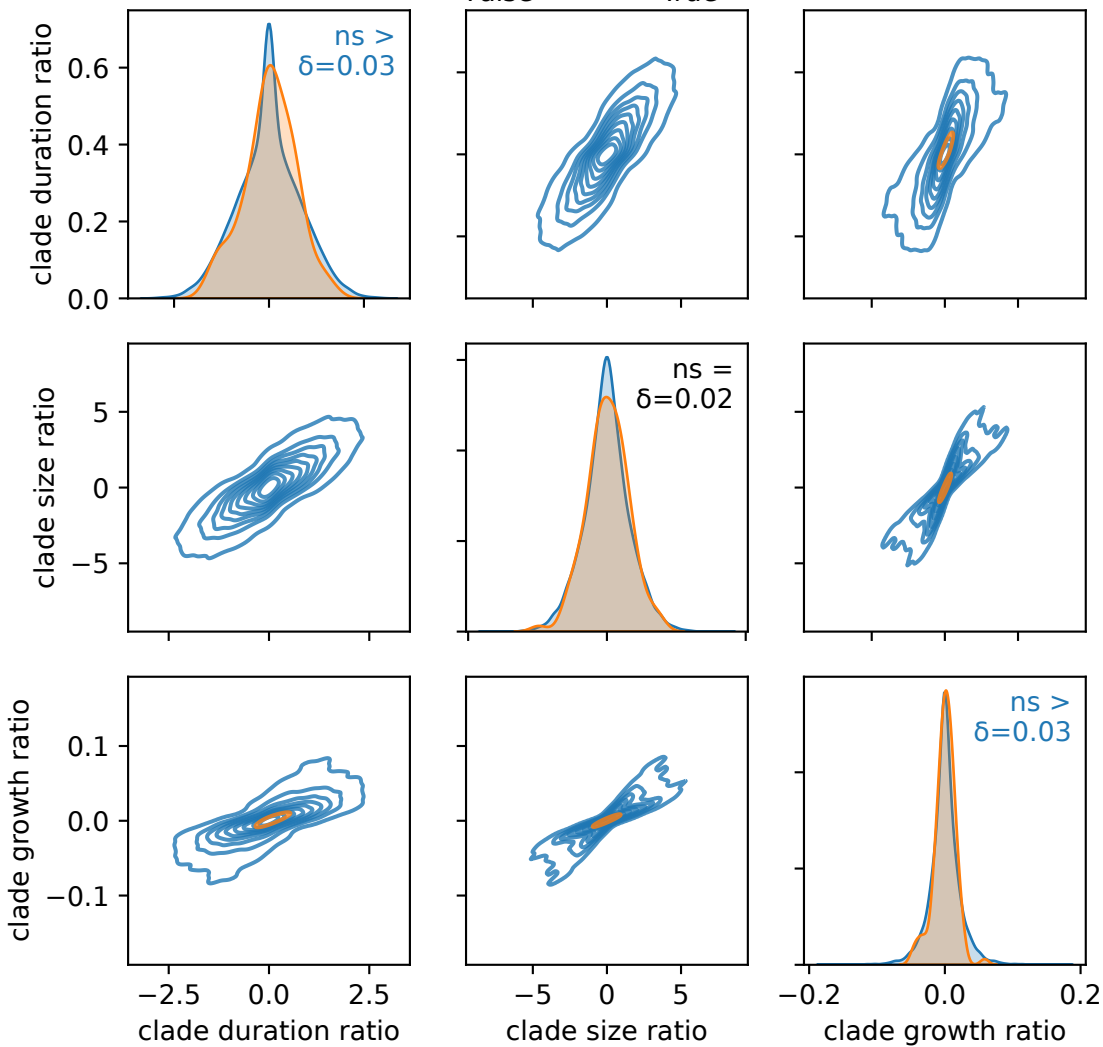 clade duration ratio
0.6
0.4
0.2
0.0
ns >
δ=0.03
clade size ratio
5
0
−5
ns =
δ=0.02
−5
0
5
clade growth ratio
0.1
0.0
−0.1
ns >
δ=0.03
−2.5
0.0
2.5
−5
0
5
−0.2
0.0
0.2
clade duration ratio
clade size ratio
clade growth ratio